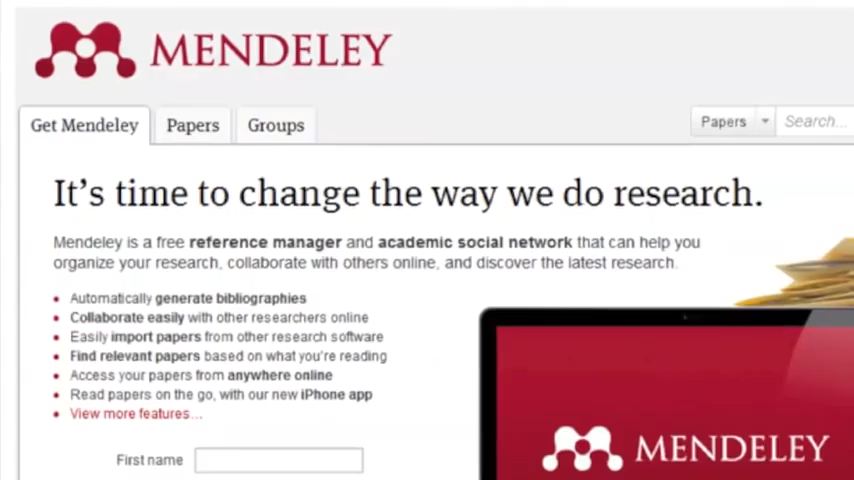 MENDELEY
Get Mendeley
Papers
Groups
Papers
Search...
It's time to change the way we do research.
Mendeley is a free reference manager and academic social network that can help you
organize your research, collaborate with others online, and discover the latest research.
Automatically generate bibliographies
Collaborate easily with other researchers online
Easily import papers from other research software
Find relevant papers based on what you're reading
Access your papers from anywhere online
Read papers on the go, with our new iPhone app
View more features...
First name
MENDELEY